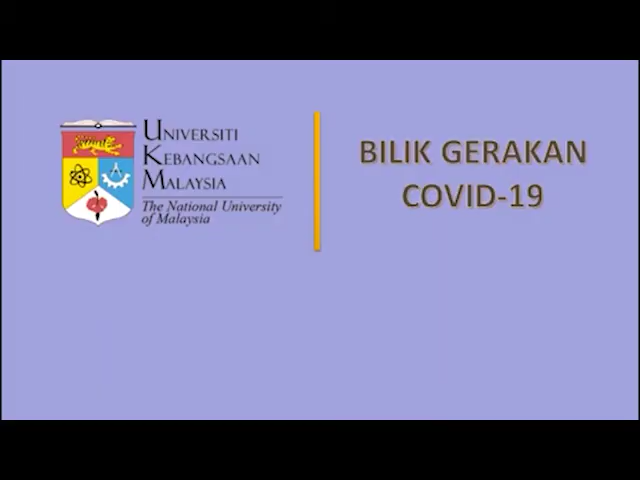 UNIVERSITI
KEBANGSAAN
MALAYSIA
The National University
of Malaysia
BILIK GERAKAN
COVID-19